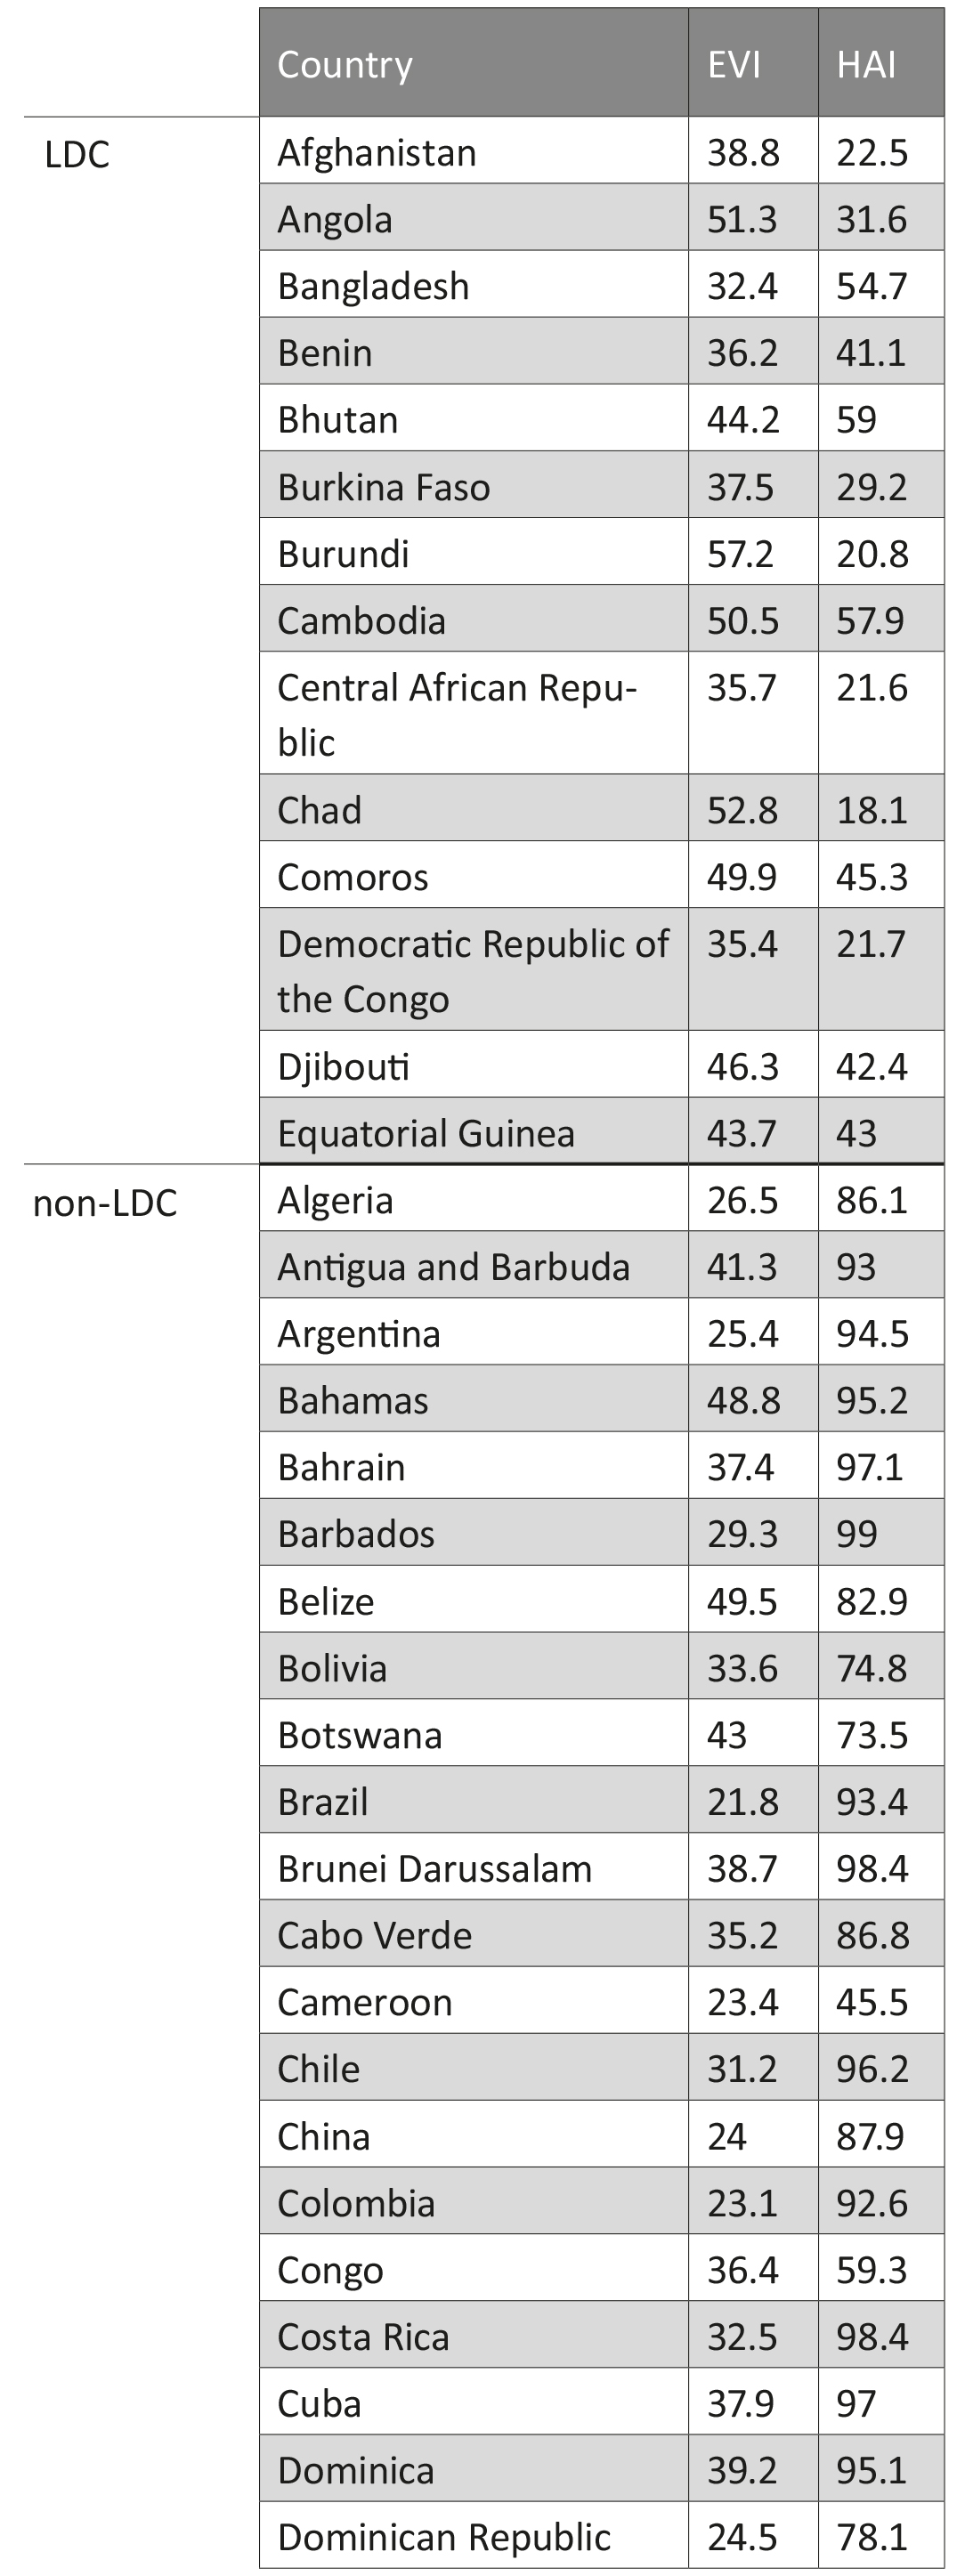 Country EVI HAI
LDC Afghanistan 38.8 22.5
Angola 51.3 31.6
Bangladesh 32.4 54.7
Benin 36.2 41.1
Bhutan 44.2 59
Burkina Faso 37.5 29.2
Burundi 57.2 20.8
Cambodia 50.5 57.9
Central African Repu- 35.7 21.6
blic
Chad 52.8 18.1
Comoros 49.9 45.3
Democratic Republic of 35.4 21.7
the Congo
Djibouti 46.3 42.4
Equatorial Guinea 43.7 43
non-LDC Algeria 26.5 86.1
Antigua and Barbuda 41.3 93
Argentina 25.4 94.5
Bahamas 48.8 95.2
Bahrain 37.4 97.1
Barbados 29.3 99
Belize 49.5 82.9
Bolivia 33.6 74.8
Botswana 43 73.5
Brazil 21.8 93.4
Brunei Darussalam 38.7 98.4
Cabo Verde 35.2 86.8
Cameroon 23.4 45.5
Chile 31.2 96.2
China 24 87.9
Colombia 23.1 92.6
Congo 36.4 59.3
Costa Rica 32.5 98.4
Cuba 37.9 97
Dominica 39.2 95.1
Dominican Republic 24.5 78.1